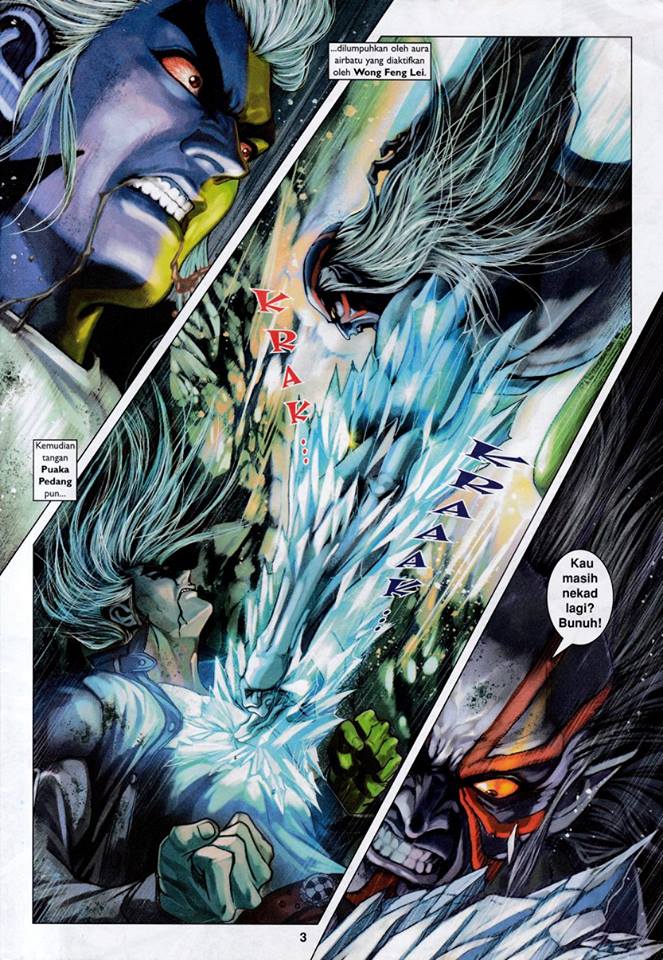 ...dilumpuhkan oleh aura
airbatu yang diaktifkan
oleh Wong Feng Lei.
KRAK...
KRAAAK...
Kemudian
tangan
Puaka
Pedang
pun...
Kau
masih
nekad
lagi?
Bunuh!
3